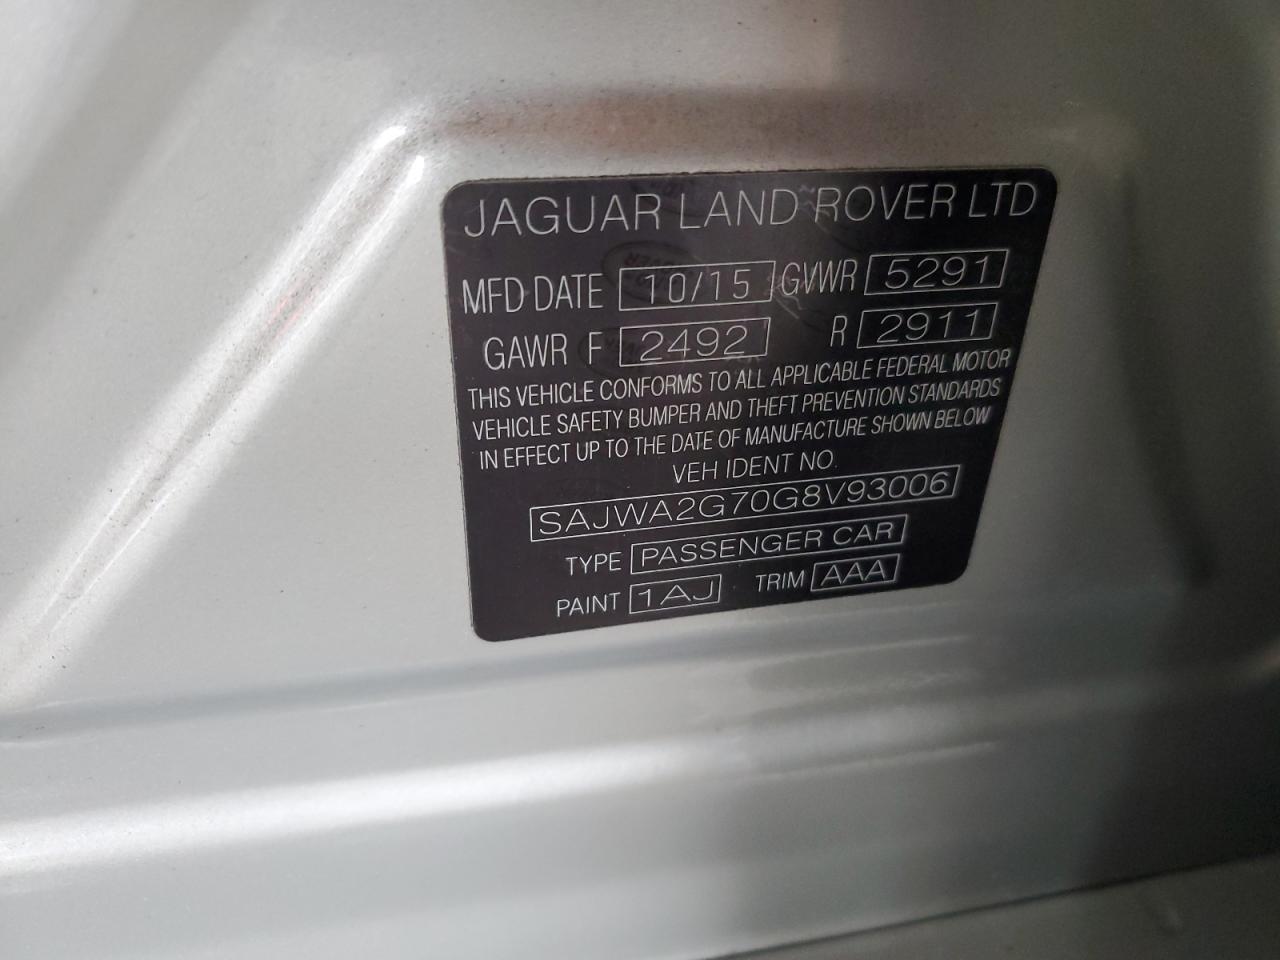 JAGUAR LAND ROVER LTD
MFD DATE 10/15 GVWR 5291
GAWR F 2492 R 2911
THIS VEHICLE CONFORMS TO ALL APPLICABLE FEDERAL MOTOR
VEHICLE SAFETY BUMPER AND THEFT PREVENTION STANDARDS
IN EFFECT UP TO THE DATE OF MANUFACTURE SHOWN BELOW
VEH IDENT NO.
SAJWA2G70G8V93006
TYPE PASSENGER CAR
PAINT 1AJ TRIM AAA